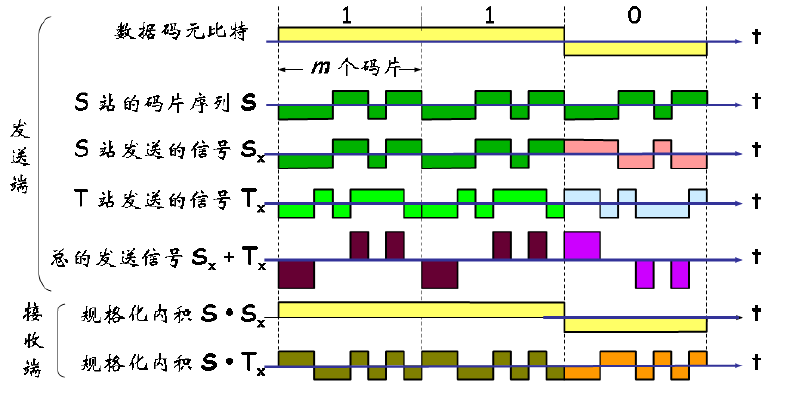 1 1 0
数据码元比特 t
m 个码片
S 站的码片序列 S t
发送端
S 站发送的信号 Sx t
T 站发送的信号 Tx t
总的发送信号 Sx + Tx t
接收端
规格化内积 S • Sx t
规格化内积 S • Tx t